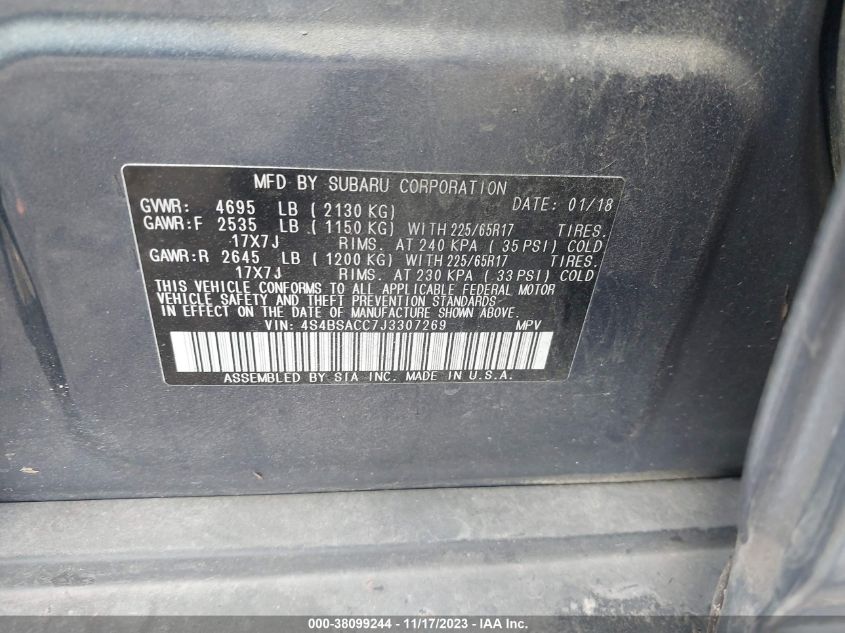 MFD BY SUBARU CORPORATION
GVWR: 4695 LB ( 2130 KG) DATE: 01/18
GAWR:F 2535 LB ( 1150 KG) WITH 225/65R17 TIRES.
17X7J RIMS. AT 240 KPA ( 35 PSI) COLD
GAWR:R 2645 LB ( 1200 KG) WITH 225/65R17 TIRES.
17X7J RIMS. AT 230 KPA ( 33 PSI) COLD
THIS VEHICLE CONFORMS TO ALL APPLICABLE FEDERAL MOTOR
VEHICLE SAFETY AND THEFT PREVENTION STANDARDS
IN EFFECT ON THE DATE OF MANUFACTURE SHOWN ABOVE.
VIN: 4S4BSACC7J3307269 MPV
ASSEMBLED BY SIA INC. MADE IN U.S.A.
000-38099244 - 11/17/2023 - IAA Inc.